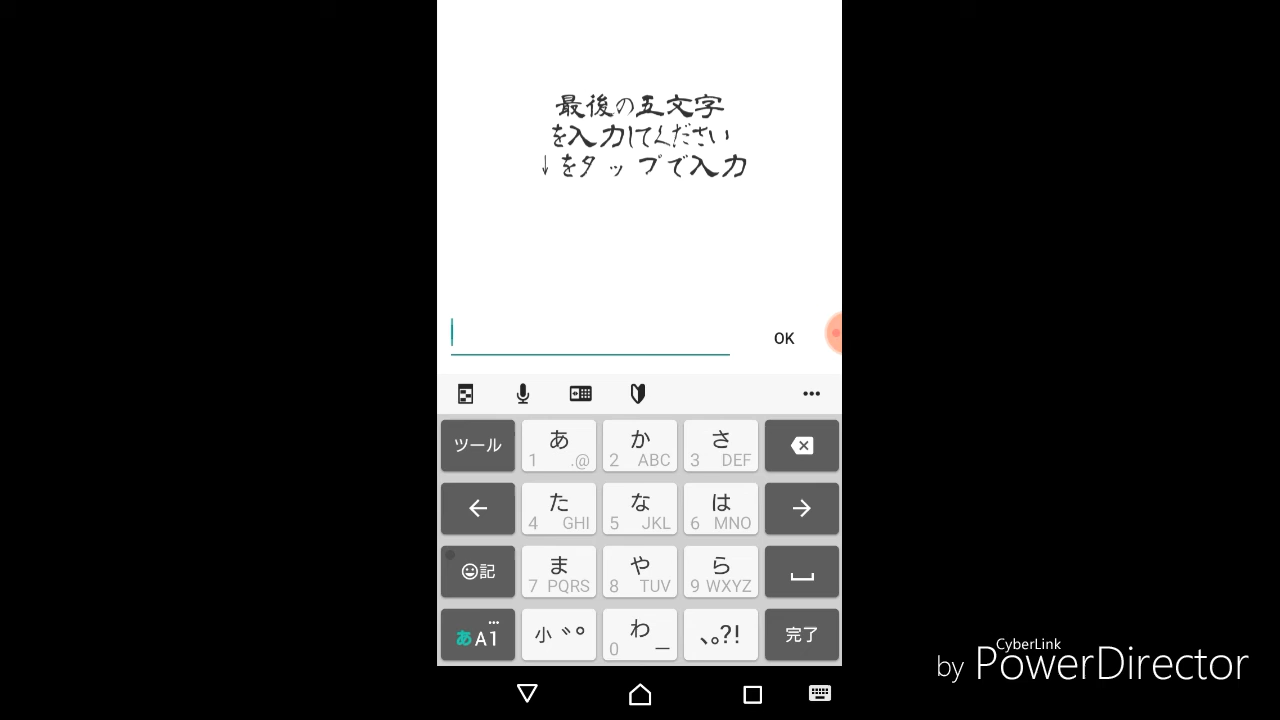 最後の五文字
を入力してください
↓をタップで入力
OK
ツール
あ
1 .@
か
2 ABC
さ
3 DEF
た
4 GHI
な
5 JKL
は
6 MNO
記
ま
7 PQRS
や
8 TUV
ら
9 WXYZ
あA1
小゛゜
わ
0 ー
、。?!
完了
CyberLink
by PowerDirector